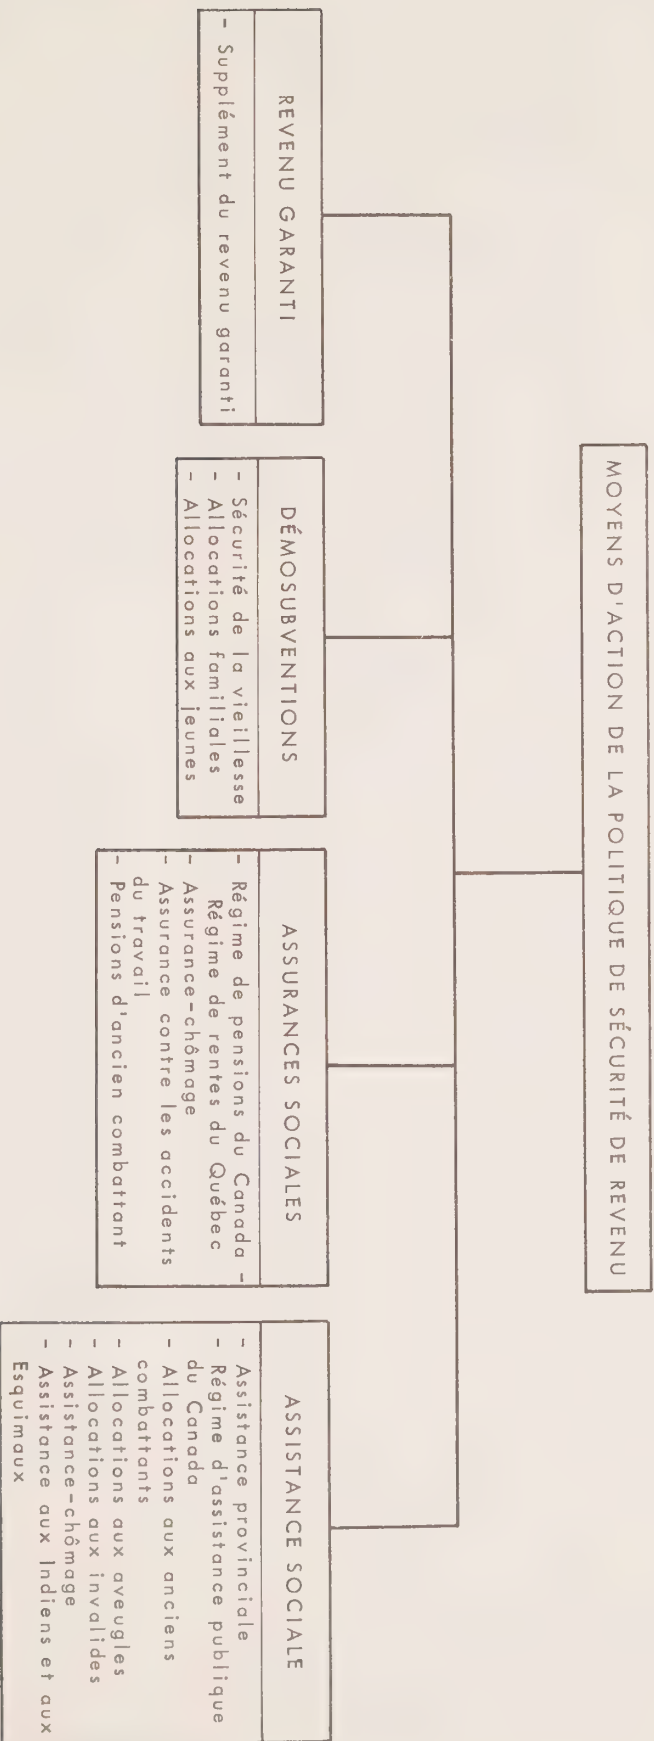 MOYENS D'ACTION DE LA POLITIQUE DE SÉCURITÉ DE REVENU
REVENU GARANTI
- Supplément du revenu garanti
DÉMOSUBVENTIONS
- Sécurité de la vieillesse
- Allocations familiales
- Allocations aux jeunes
ASSURANCES SOCIALES
- Régime de pensions du Canada -
Régime de rentes du Québec
- Assurance-chômage
- Assurance contre les accidents
du travail
- Pensions d'ancien combattant
ASSISTANCE SOCIALE
- Assistance provinciale
- Régime d'assistance publique
du Canada
- Allocations aux anciens
combattants
- Allocations aux aveugles
- Allocations aux invalides
- Assistance-chômage
- Assistance aux Indiens et aux
Esquimaux